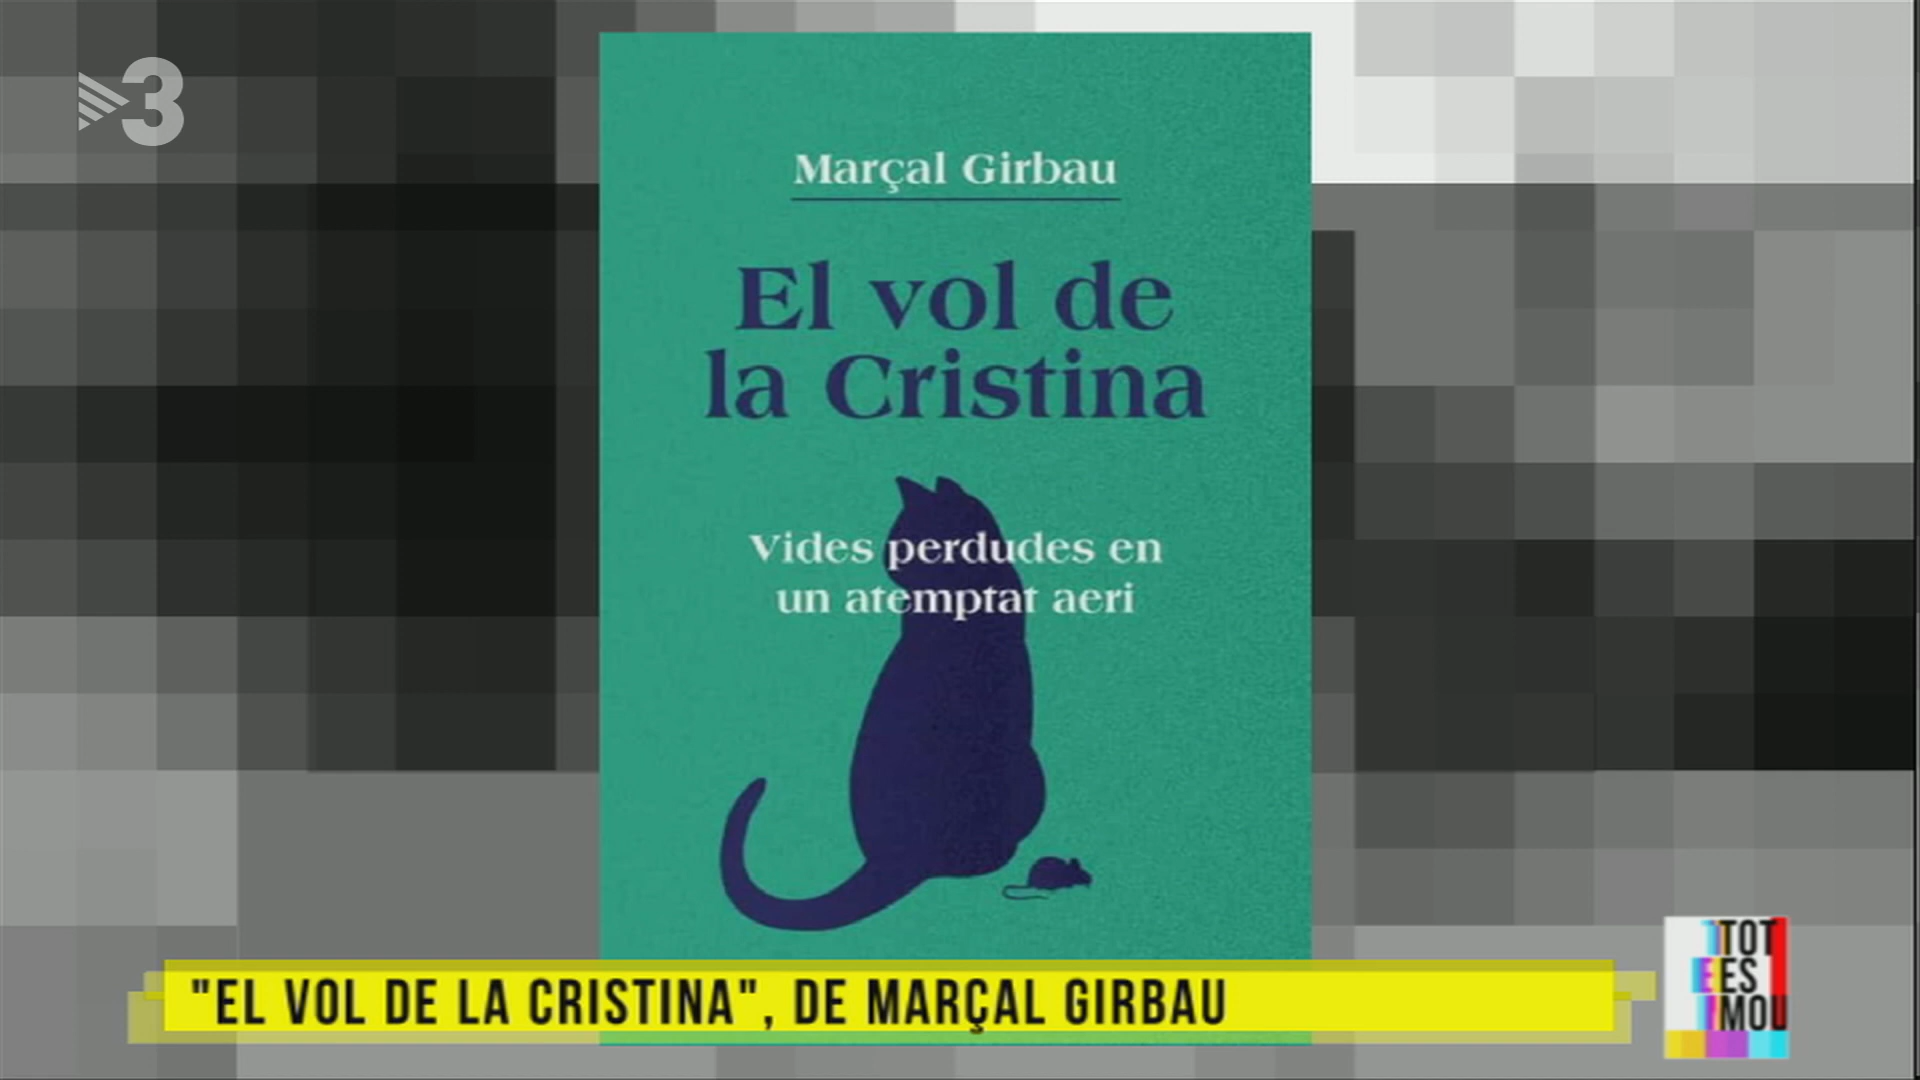 3
Marçal Girbau
El vol de
la Cristina
Vides perdudes en
un atemptat aeri
"EL VOL DE LA CRISTINA", DE MARÇAL GIRBAU
TOT
ES
MOU